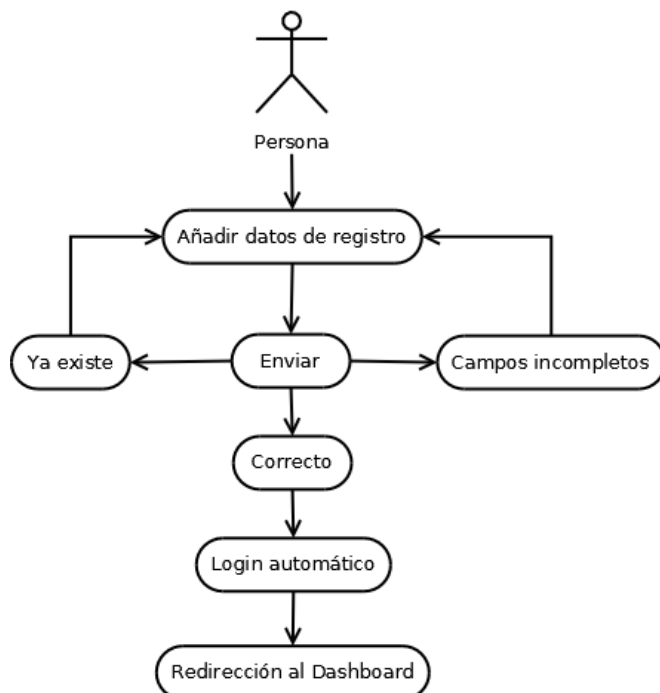 Persona
Añadir datos de registro
Ya existe
Enviar
Campos incompletos
Correcto
Login automático
Redirección al Dashboard